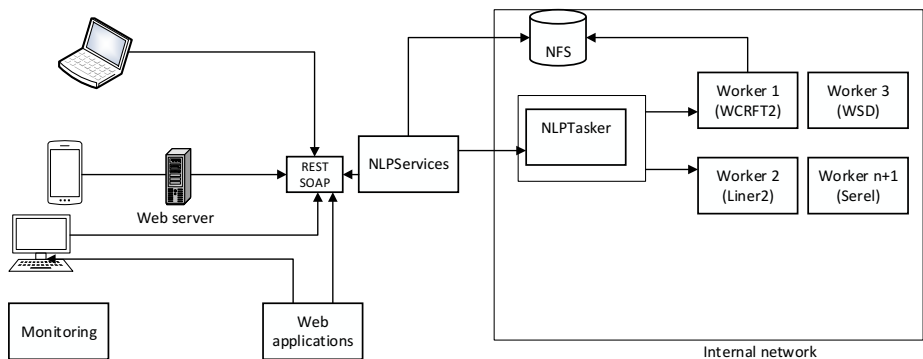 NFS
Worker 1
(WCRFT2)
Worker 3
(WSD)
NLPTasker
REST
SOAP
NLPServices
Worker 2
(Liner2)
Worker n+1
(Serel)
Web server
Monitoring
Web
applications
Internal network